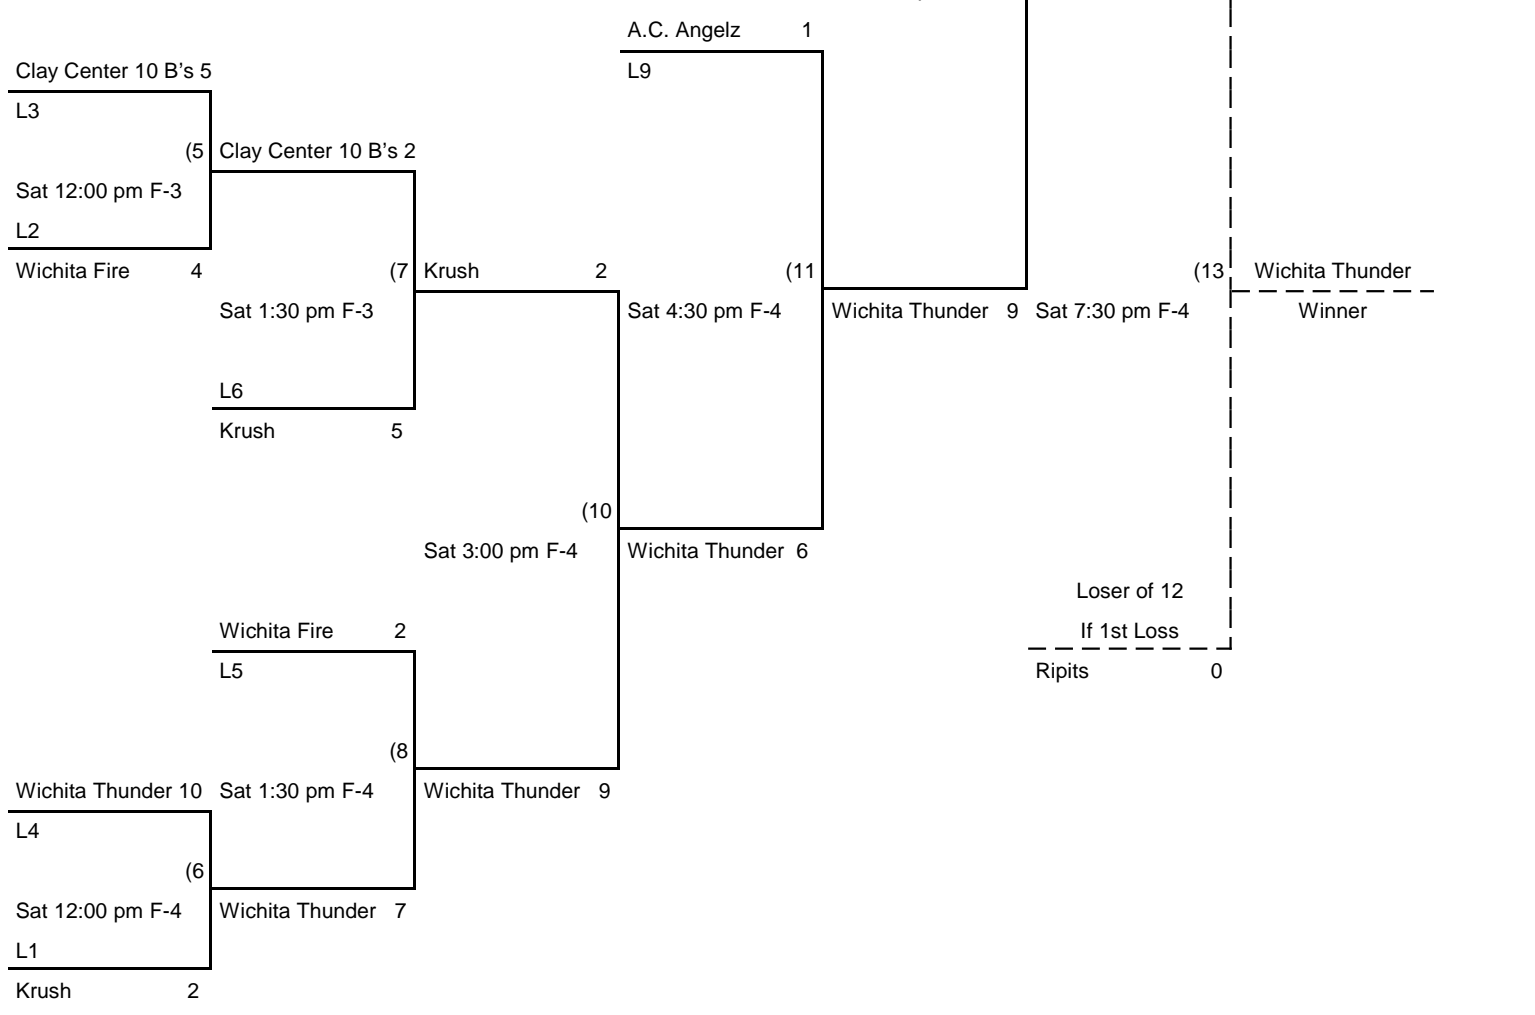 A.C. Angelz 1
Clay Center 10 B’s 5
L9
L3
(5 Clay Center 10 B’s 2
Sat 12:00 pm F-3
L2
Wichita Fire 4
(7 Krush 2
(11
(13 Wichita Thunder
Sat 1:30 pm F-3
Sat 4:30 pm F-4
Wichita Thunder 9
Sat 7:30 pm F-4
Winner
L6
Krush 5
(10
Sat 3:00 pm F-4
Wichita Thunder 6
Loser of 12
Wichita Fire 2
If 1st Loss
L5
Ripits 0
(8
Wichita Thunder 10
Sat 1:30 pm F-4
Wichita Thunder 9
L4
(6
Sat 12:00 pm F-4
Wichita Thunder 7
L1
Krush 2